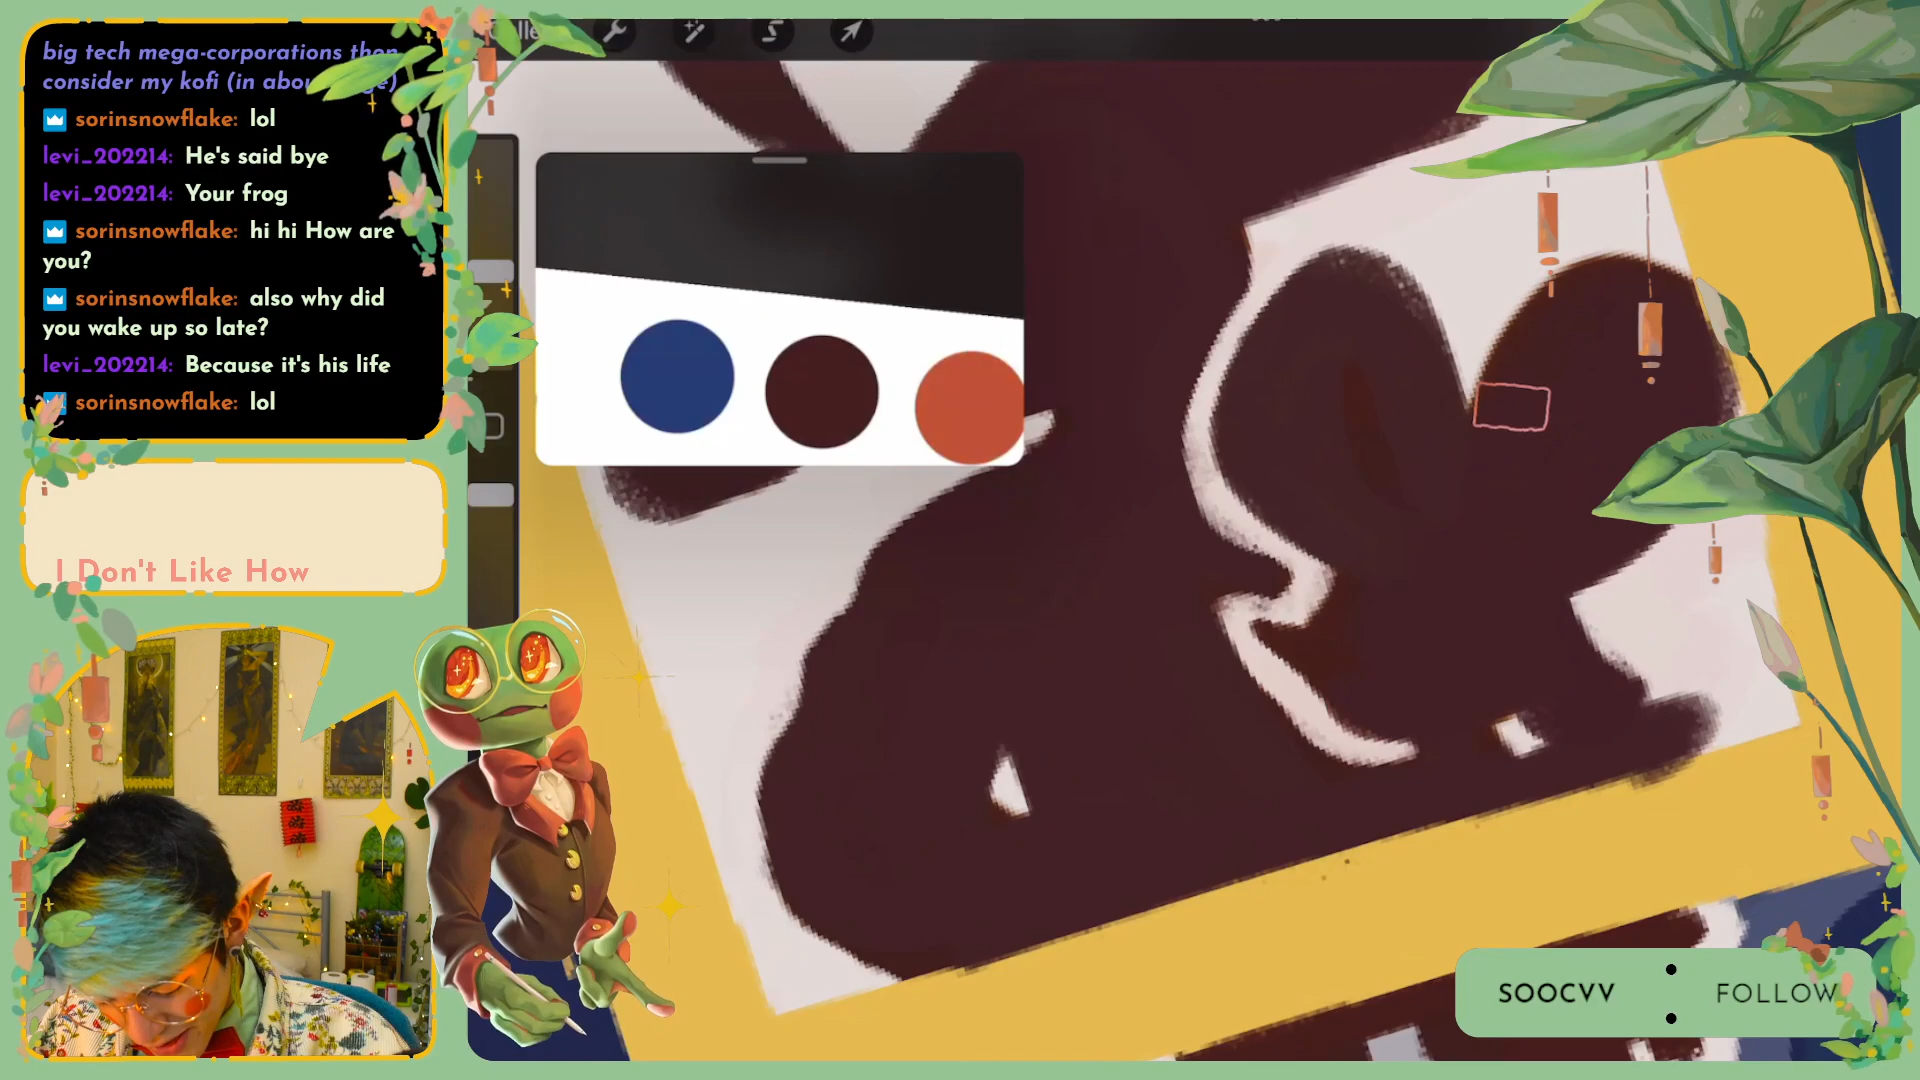 big tech mega-corporations then
consider my kofi (in about
sorinsnowflake: lol
levi_202214: He's said bye
levi_202214: Your frog
sorinsnowflake: hi hi How are
you?
sorinsnowflake: also why did
you wake up so late?
levi_202214: Because it's his life
sorinsnowflake: lol
I Don't Like How
SOOCVV
FOLLOW